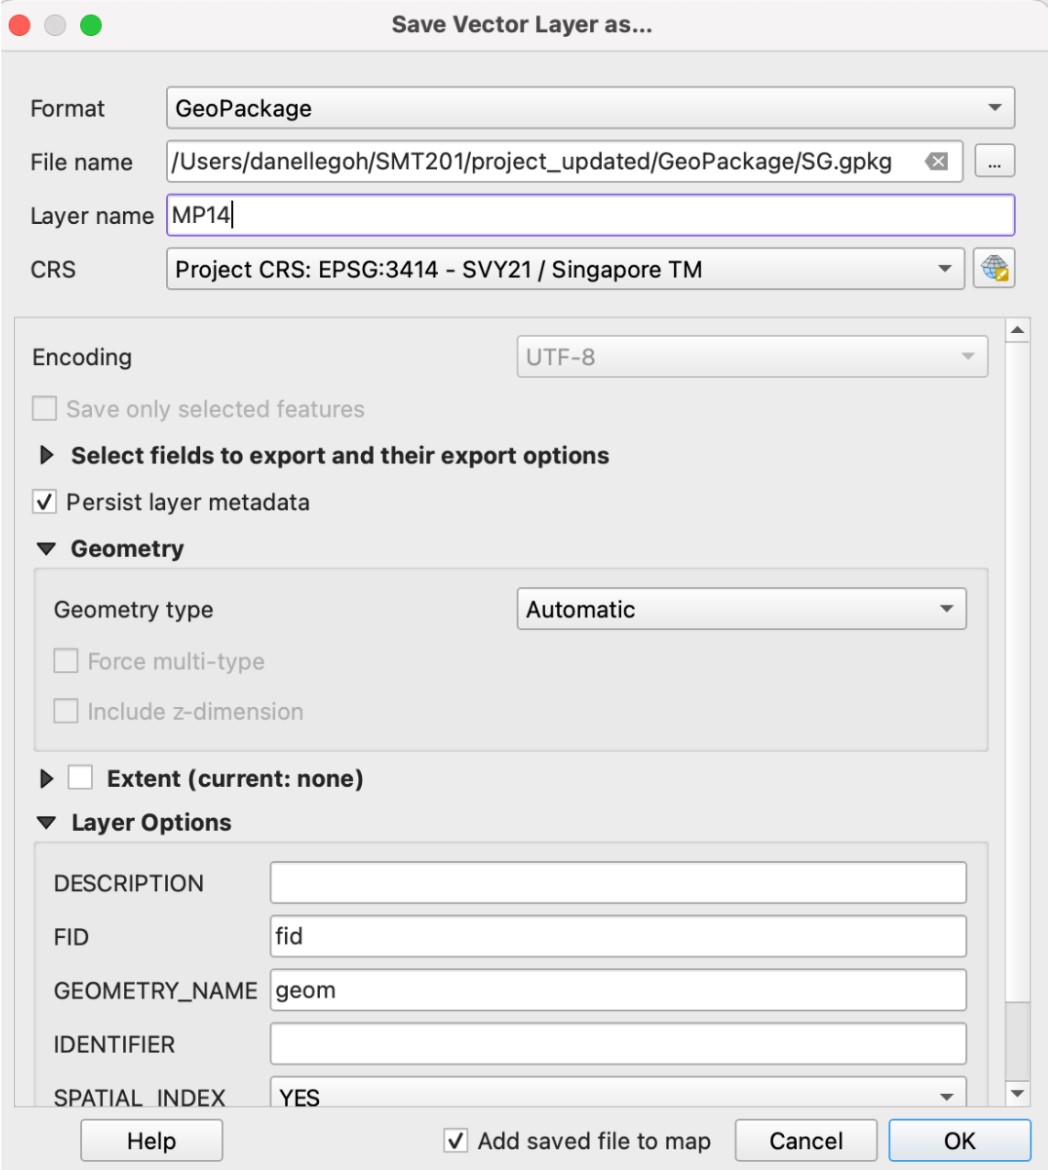 Save Vector Layer as...
Format GeoPackage
File name /Users/danellegoh/SMT201/project_updated/GeoPackage/SG.gpkg ...
Layer name MP14
CRS Project CRS: EPSG:3414 - SVY21 / Singapore TM
Encoding UTF-8
Save only selected features
Select fields to export and their export options
Persist layer metadata
Geometry
Geometry type Automatic
Force multi-type
Include z-dimension
Extent (current: none)
Layer Options
DESCRIPTION
FID fid
GEOMETRY_NAME geom
IDENTIFIER
SPATIAL_INDEX YES
Help Add saved file to map Cancel OK